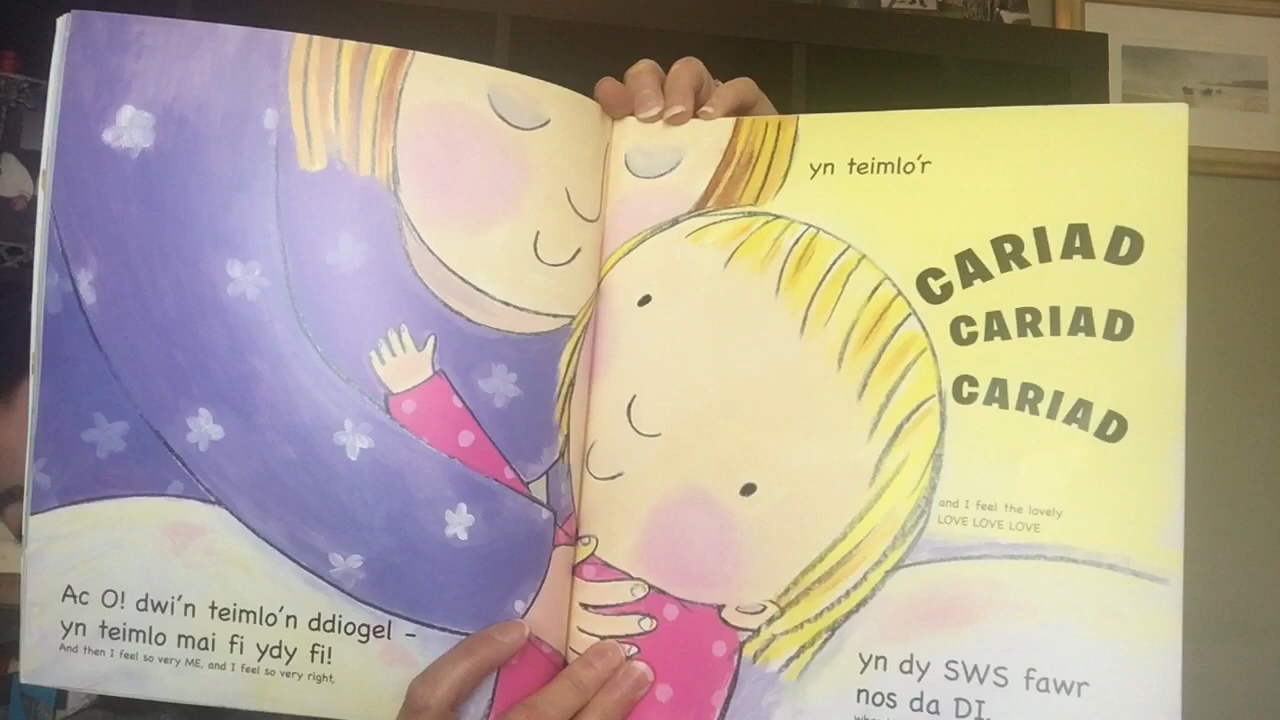 Ac O! dwi'n teimlo'n ddiogel –
yn teimlo mai fi ydy fi!
And then I feel so very ME, and I feel so very right,
yn teimlo'r
CARIAD
CARIAD
CARIAD
and I feel the lovely
LOVE LOVE LOVE
yn dy SWS fawr
nos da DI.